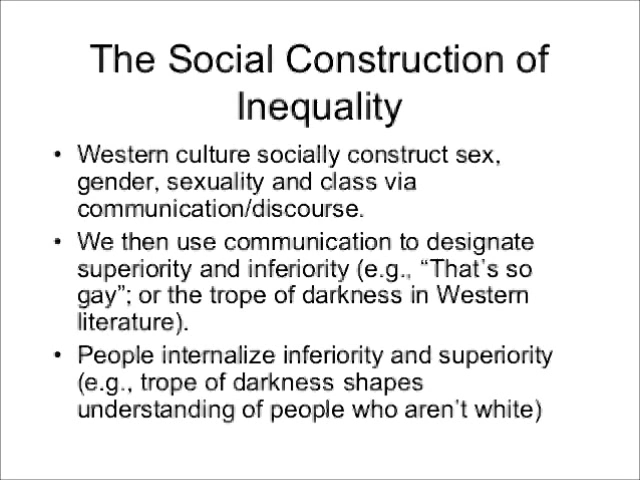 The Social Construction of
Inequality
• Western culture socially construct sex,
gender, sexuality and class via
communication/discourse.
• We then use communication to designate
superiority and inferiority (e.g., “That’s so
gay”; or the trope of darkness in Western
literature).
• People internalize inferiority and superiority
(e.g., trope of darkness shapes
understanding of people who aren’t white)